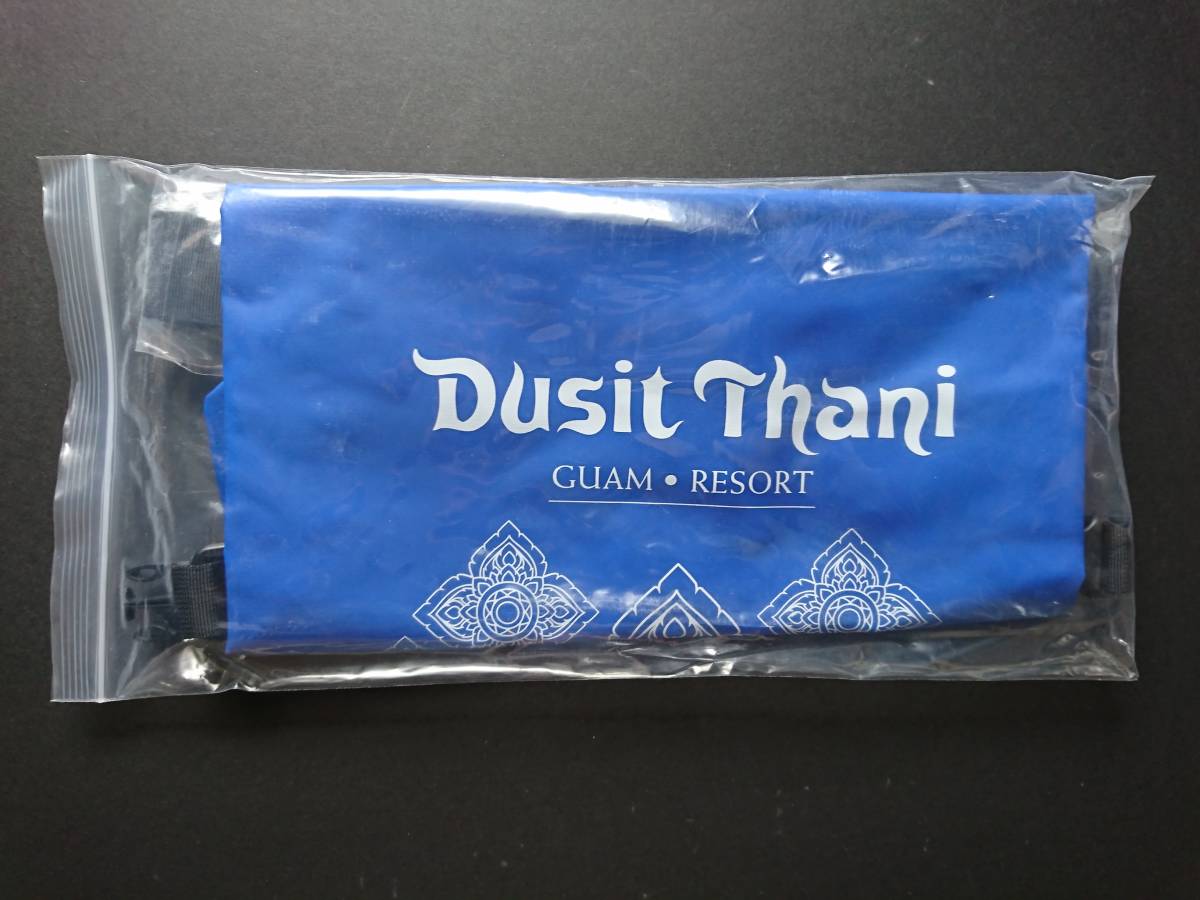 Dusit Thani
GUAM • RESORT